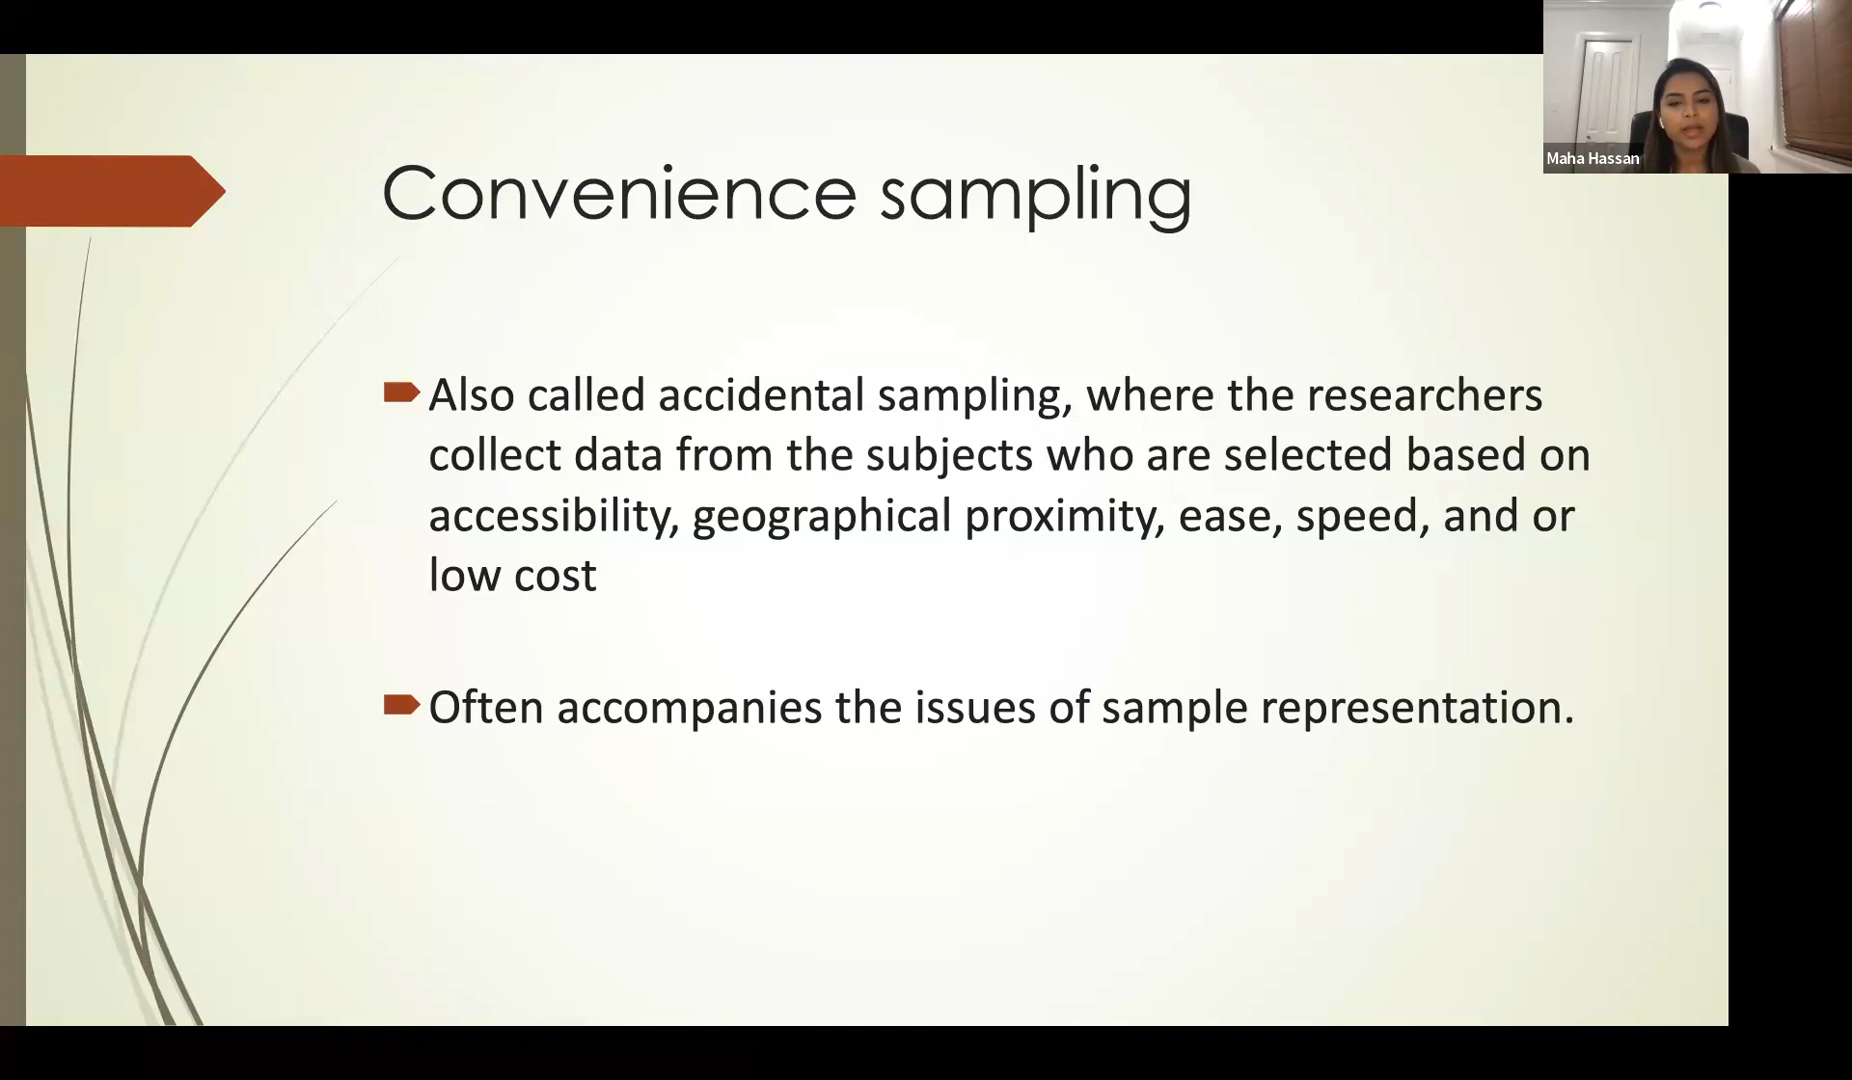 Maha Hassan
Convenience sampling
Also called accidental sampling, where the researchers
collect data from the subjects who are selected based on
accessibility, geographical proximity, ease, speed, and or
low cost
Often accompanies the issues of sample representation.